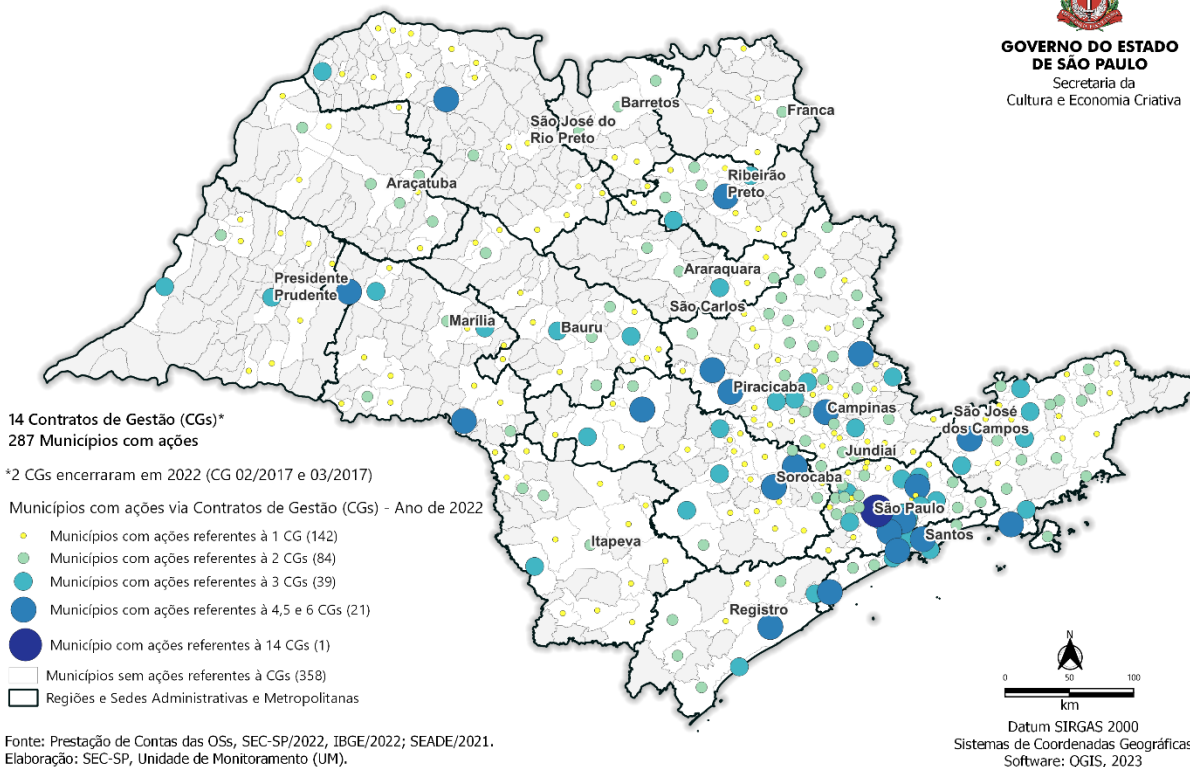 GOVERNO DO ESTADO
DE SÃO PAULO
Secretaria da
Cultura e Economia Criativa
Barretos
Franca
São José do
Rio Preto
Ribeirão
Preto
Araçatuba
Araraquara
Presidente
Prudente
São Carlos
Marília
Bauru
Piracicaba
Campinas
São José
dos Campos
Jundiaí
Sorocaba
São Paulo
Santos
Itapeva
Registro
14 Contratos de Gestão (CGs)*
287 Municípios com ações
*2 CGs encerraram em 2022 (CG 02/2017 e 03/2017)
Municípios com ações via Contratos de Gestão (CGs) - Ano de 2022
Municípios com ações referentes à 1 CG (142)
Municípios com ações referentes à 2 CGs (84)
Municípios com ações referentes à 3 CGs (39)
Municípios com ações referentes à 4,5 e 6 CGs (21)
Município com ações referentes à 14 CGs (1)
Municípios sem ações referentes à CGs (358)
Regiões e Sedes Administrativas e Metropolitanas
Fonte: Prestação de Contas das OSs, SEC-SP/2022, IBGE/2022; SEADE/2021.
Elaboração: SEC-SP, Unidade de Monitoramento (UM).
N
0 50 100
km
Datum SIRGAS 2000
Sistemas de Coordenadas Geográficas
Software: QGIS, 2023